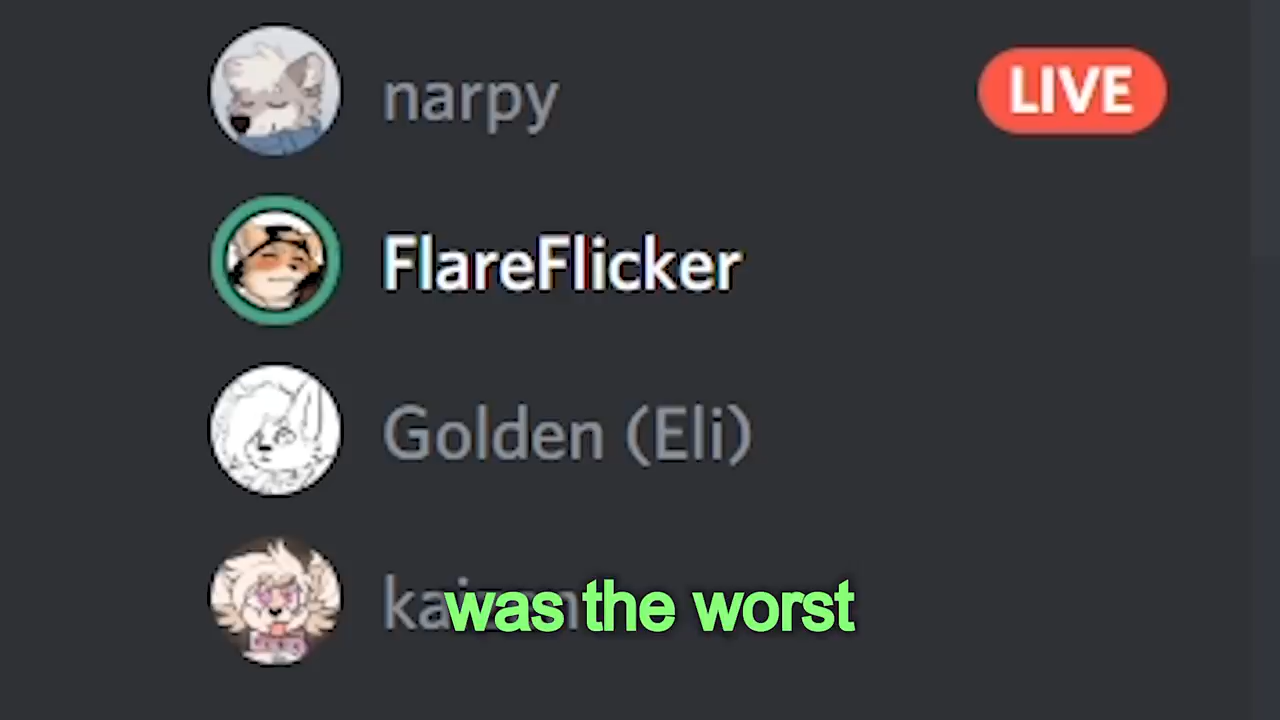 narpy
LIVE
FlareFlicker
Golden (Eli)
was the worst